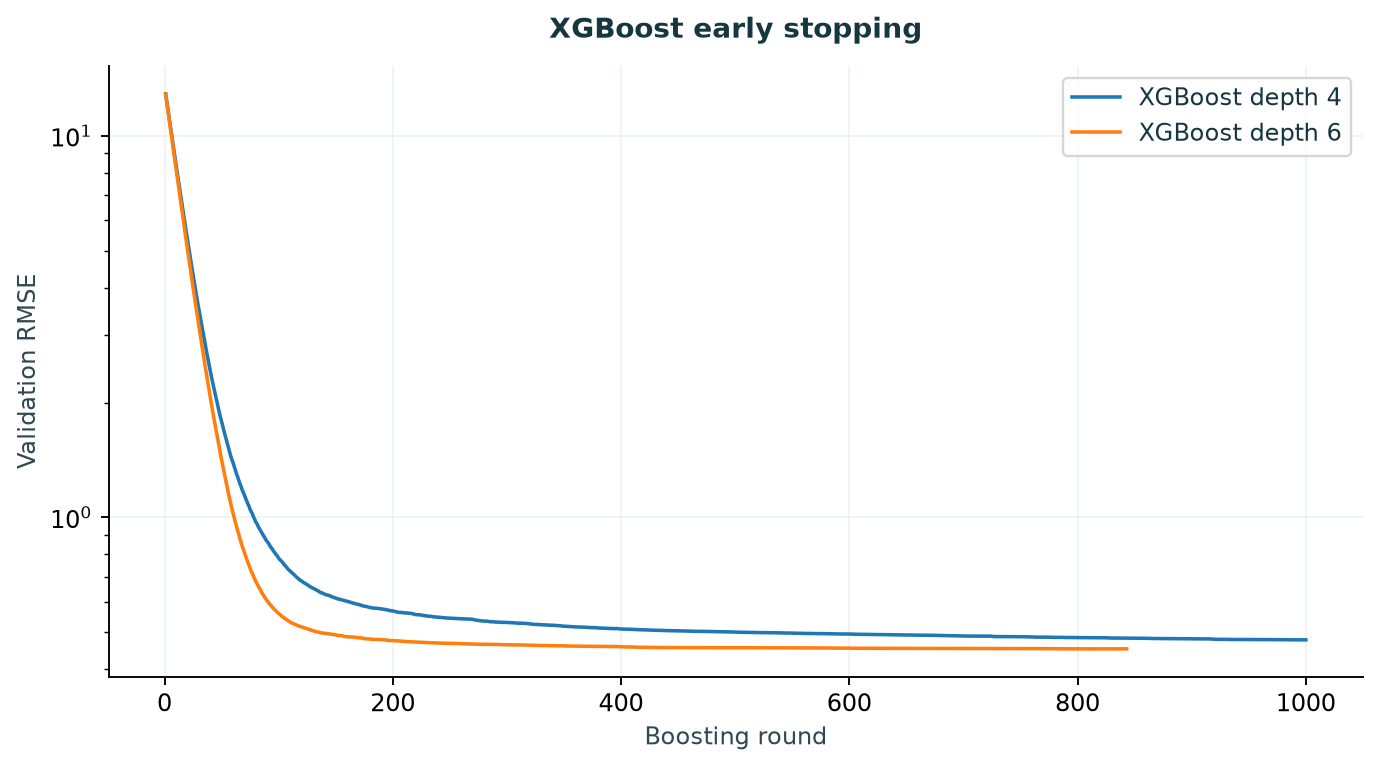 XGBoost early stopping
XGBoost depth 4
XGBoost depth 6
10¹
10⁰
Validation RMSE
0 200 400 600 800 1000
Boosting round